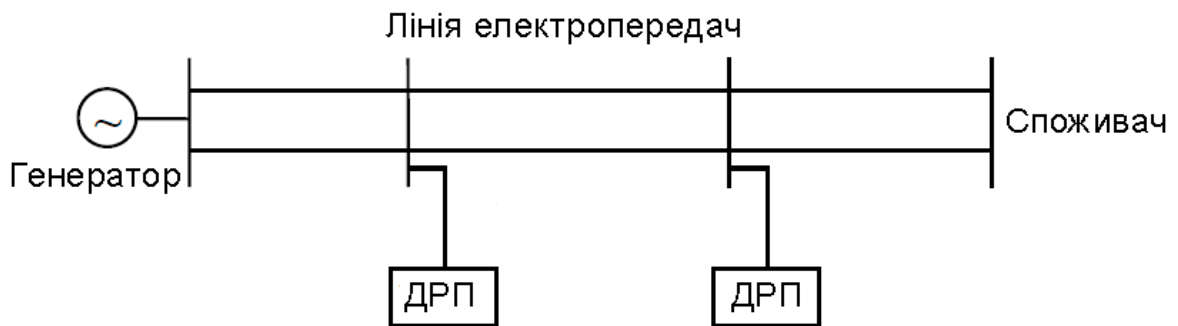 Лінія електропередач
~
Споживач
Генератор
ДРП
ДРП